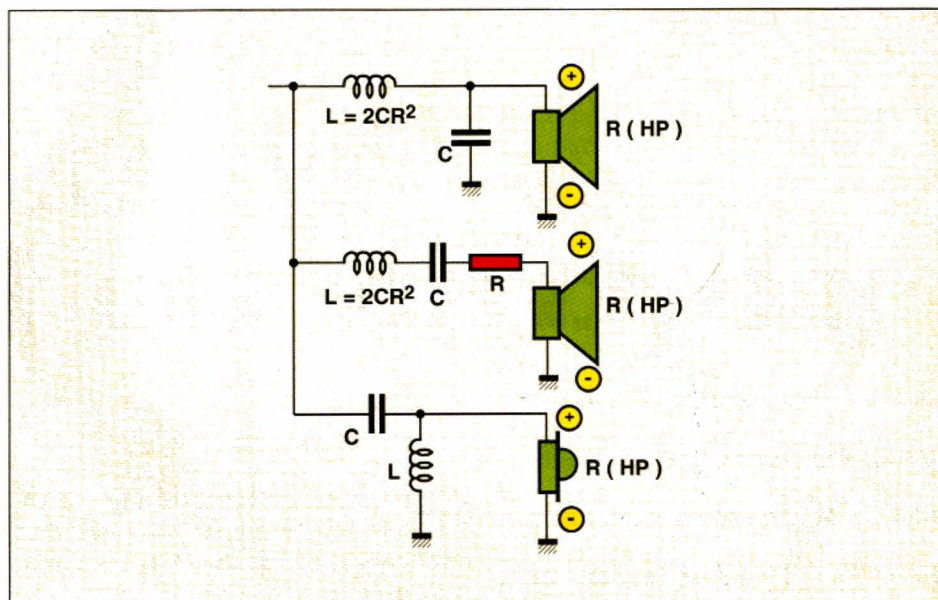 +
L = 2CR²
C
R ( HP )
-
+
L = 2CR²
C
R
R ( HP )
-
+
C
L
R ( HP )
-